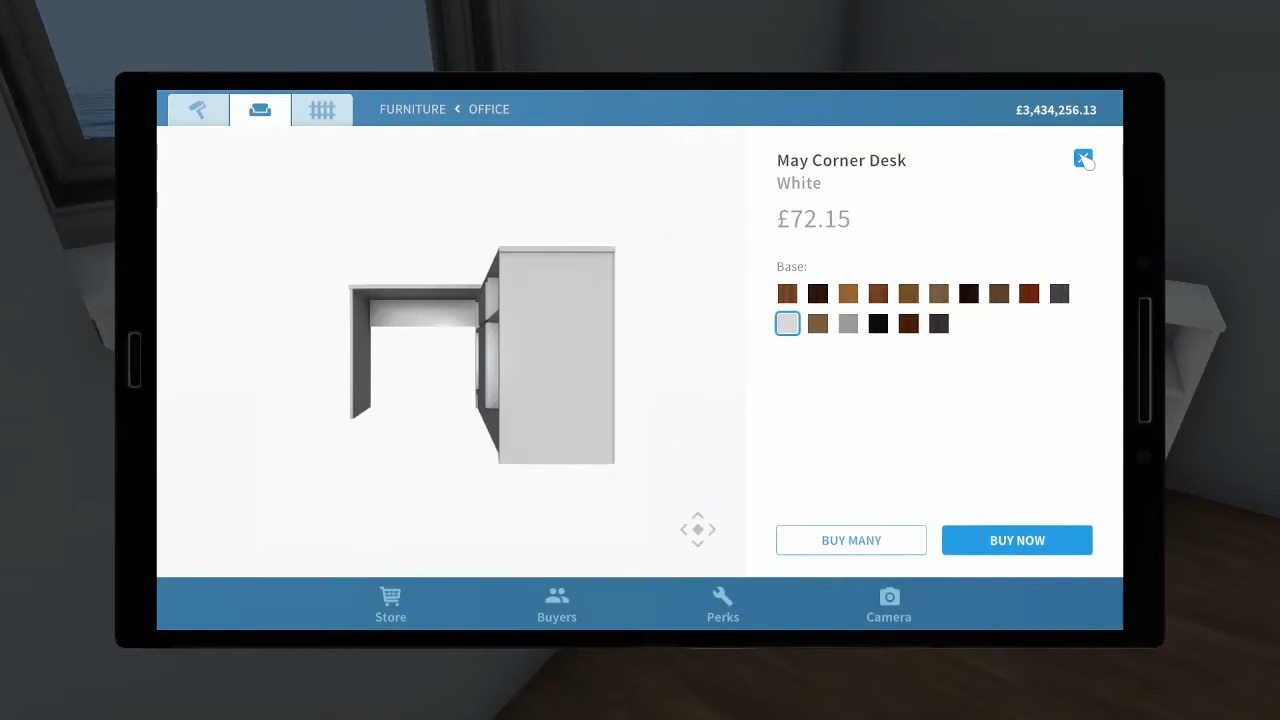 FURNITURE < OFFICE
£3,434,256.13
May Corner Desk
White
£72.15
Base:
BUY MANY
BUY NOW
Store
Buyers
Perks
Camera